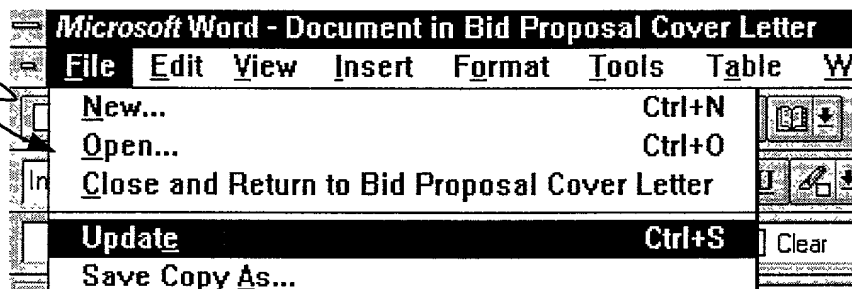 Microsoft Word - Document in Bid Proposal Cover Letter
File Edit View Insert Format Tools Table W
New... Ctrl+N
Open... Ctrl+O
In
Close and Return to Bid Proposal Cover Letter U
Update Ctrl+S Clear
Save Copy As...